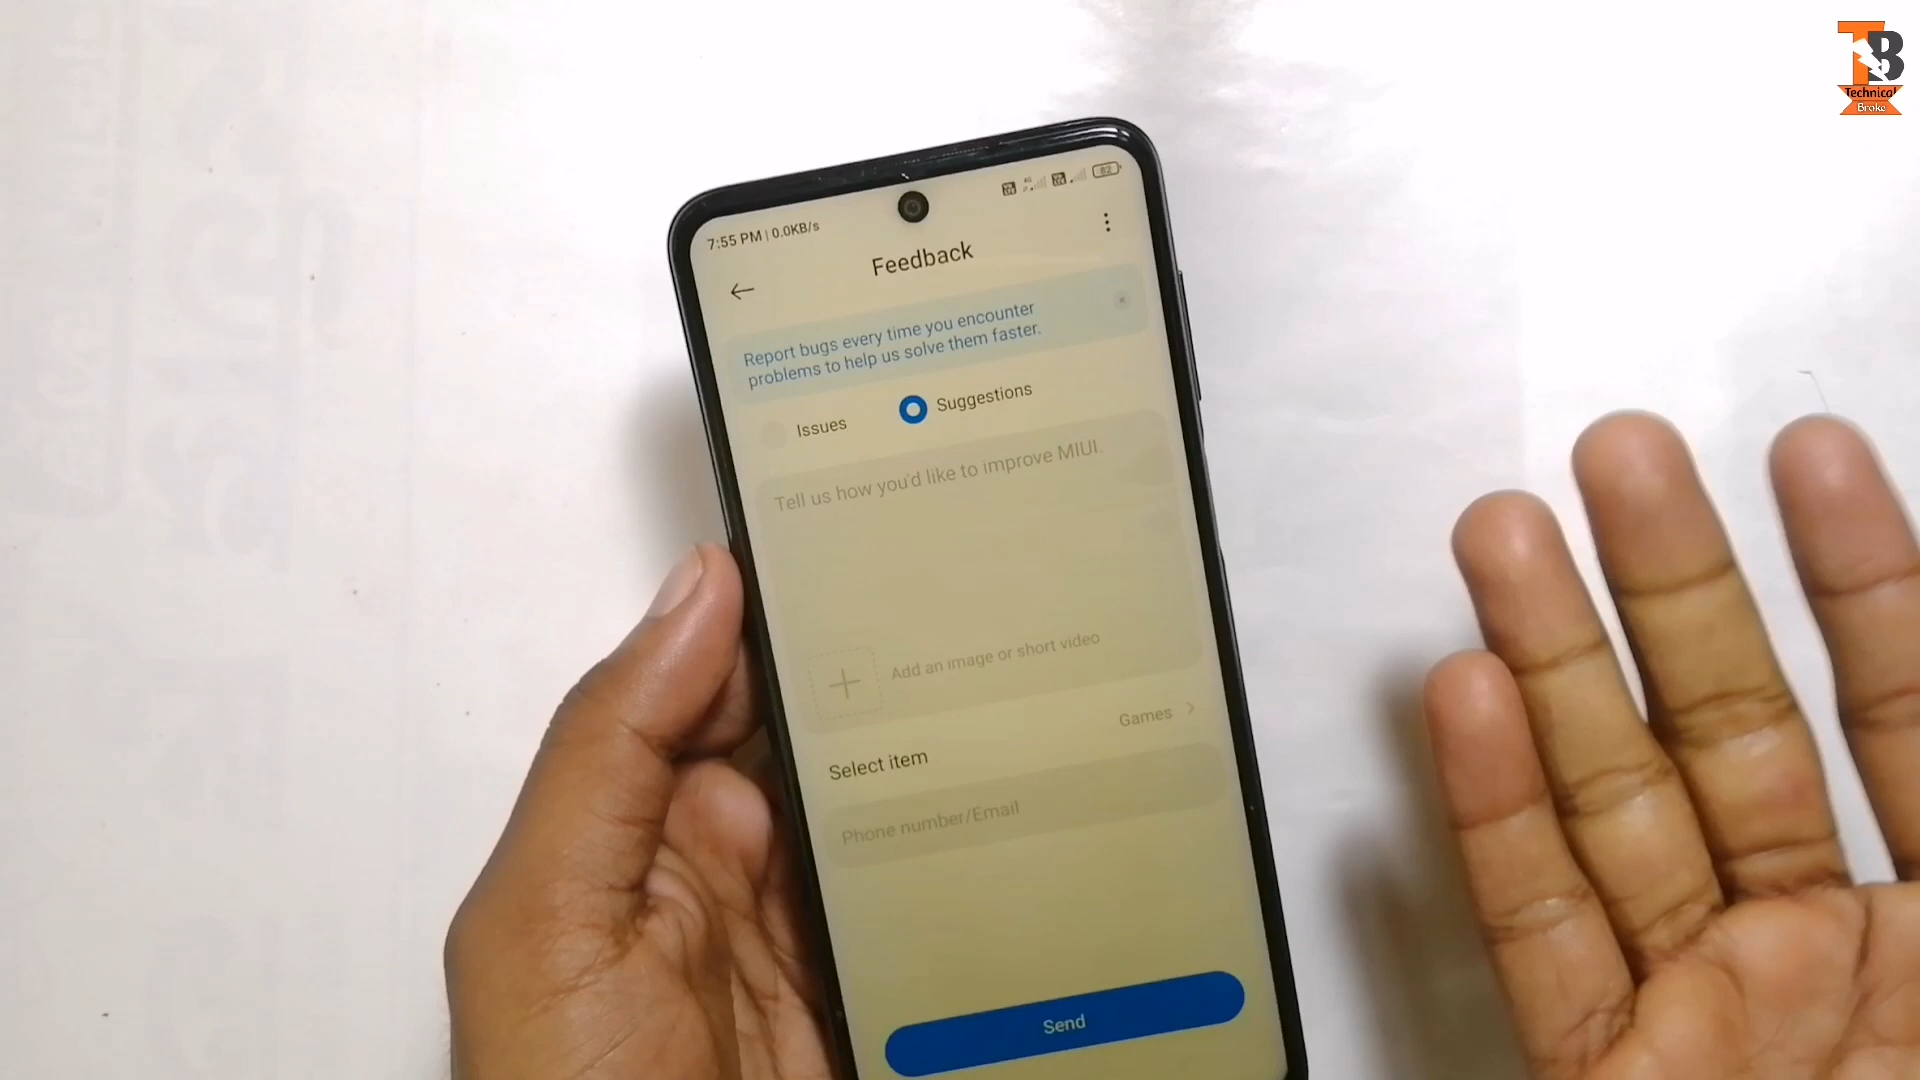 TB
Technical
Broke
7:55 PM | 0.0KB/s
82
Feedback
Report bugs every time you encounter
problems to help us solve them faster.
Issues
Suggestions
Tell us how you'd like to improve MIUI.
Add an image or short video
Games
Select item
Phone number/Email
Send